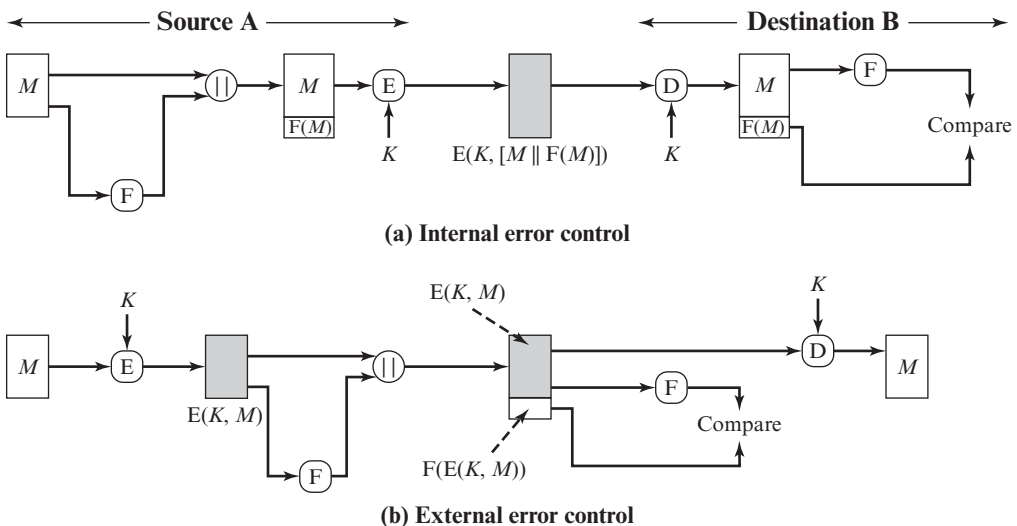 Source A
Destination B
M
||
M
F(M)
E
K
E(K, [M || F(M)])
D
K
M
F(M)
F
Compare
F
(a) Internal error control
M
K
E
E(K, M)
||
F
E(K, M)
F(E(K, M))
F
Compare
K
D
M
(b) External error control